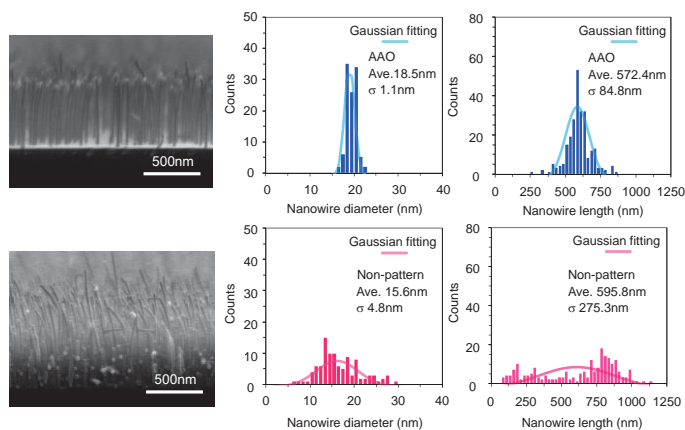 500nm
50
40
30
20
10
0
Counts
Gaussian fitting
AAO
Ave.18.5nm
σ 1.1nm
0 10 20 30 40
Nanowire diameter (nm)
80
60
40
20
0
Counts
Gaussian fitting
AAO
Ave. 572.4nm
σ 84.8nm
0 250 500 750 1000 1250
Nanowire length (nm)
500nm
50
40
30
20
10
0
Counts
Gaussian fitting
Non-pattern
Ave. 15.6nm
σ 4.8nm
0 10 20 30 40
Nanowire diameter (nm)
80
60
40
20
0
Counts
Gaussian fitting
Non-pattern
Ave. 595.8nm
σ 275.3nm
0 250 500 750 1000 1250
Nanowire length (nm)